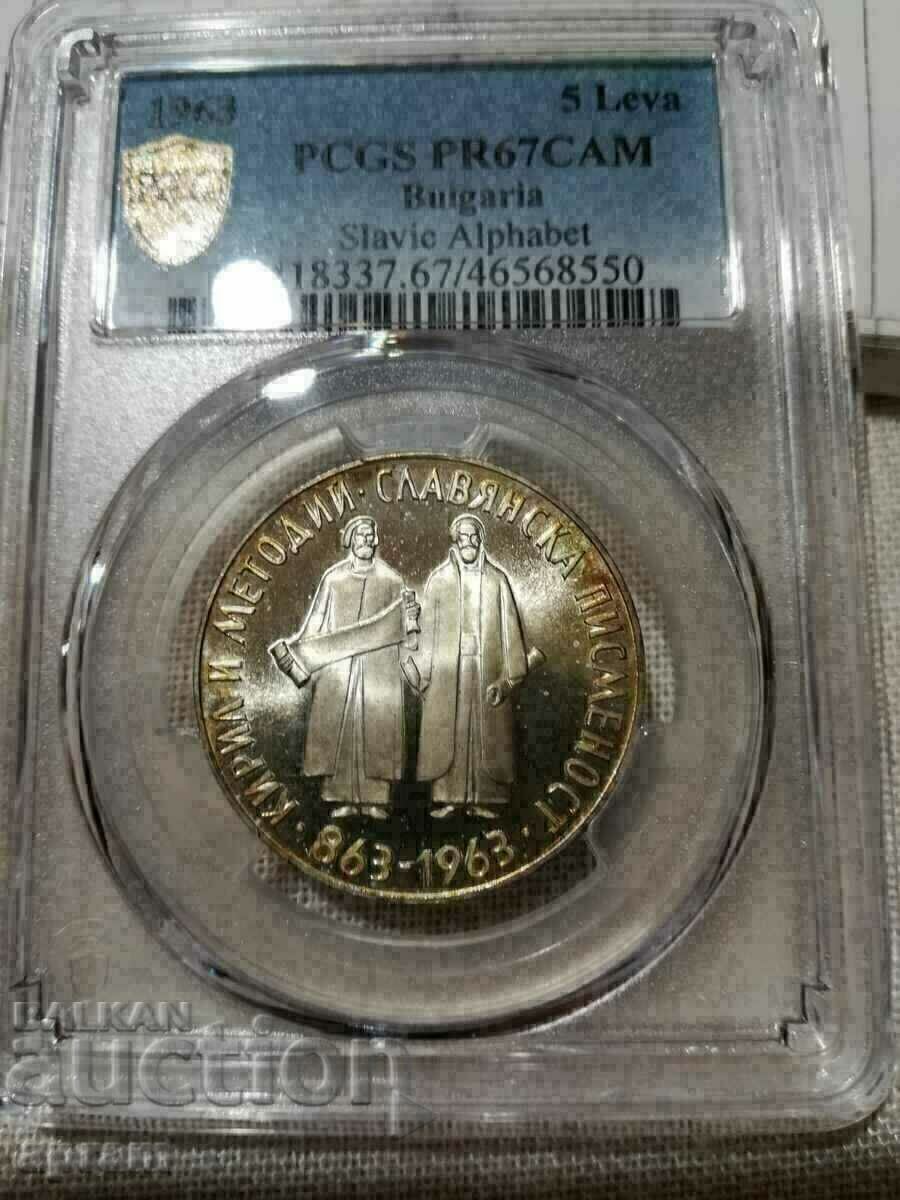 1963 5 Leva
PCGS PR67CAM
Bulgaria
Slavic Alphabet
18337.67/46568550
КИРИЛ И МЕТОДИЙ · СЛАВЯНСКА ПИСМЕНОСТ ·
863-1963
BALKAN
auction
артат